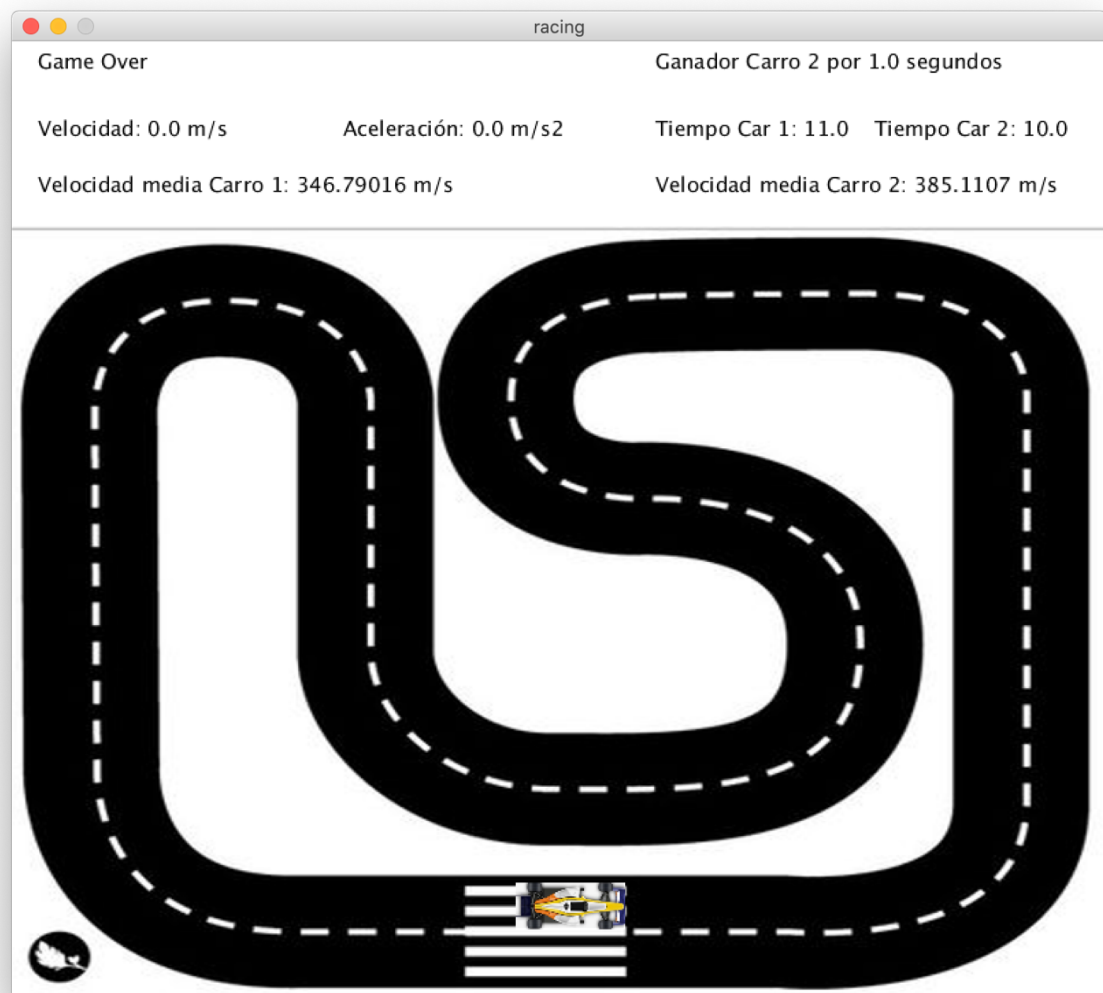 racing
Game Over
Ganador Carro 2 por 1.0 segundos
Velocidad: 0.0 m/s
Aceleración: 0.0 m/s2
Tiempo Car 1: 11.0
Tiempo Car 2: 10.0
Velocidad media Carro 1: 346.79016 m/s
Velocidad media Carro 2: 385.1107 m/s